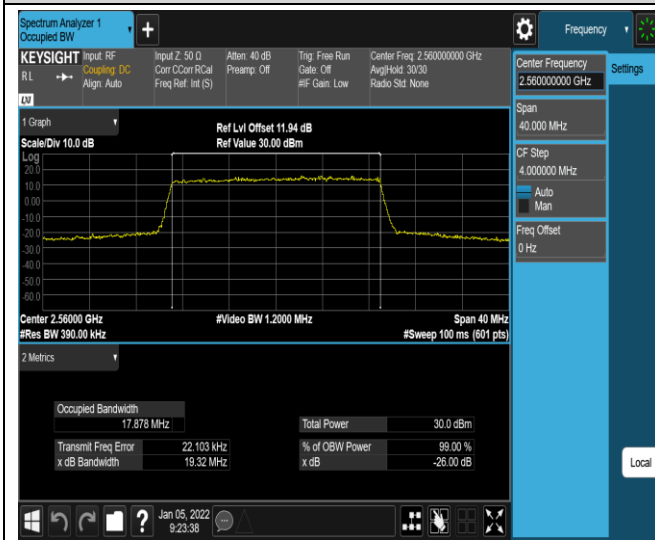 Spectrum Analyzer 1
Occupied BW
+
Frequency
KEYSIGHT
R L
LXI
Input: RF
Coupling: DC
Align: Auto
Input Z: 50 Ω
Corr CCorr RCal
Freq Ref: Int (S)
Atten: 40 dB
Preamp: Off
Trig: Free Run
Gate: Off
#IF Gain: Low
Center Freq: 2.560000000 GHz
Avg|Hold: 30/30
Radio Std: None
Center Frequency
2.560000000 GHz
Settings
Span
40.000 MHz
CF Step
4.000000 MHz
Auto
Man
Freq Offset
0 Hz
Local
1 Graph
Scale/Div 10.0 dB
Ref Lvl Offset 11.94 dB
Ref Value 30.00 dBm
Log
20.0
10.0
0.00
-10.0
-20.0
-30.0
-40.0
-50.0
-60.0
Center 2.56000 GHz
#Video BW 1.2000 MHz
Span 40 MHz
#Res BW 390.00 kHz
#Sweep 100 ms (601 pts)
2 Metrics
Occupied Bandwidth
17.878 MHz
Total Power 30.0 dBm
Transmit Freq Error 22.103 kHz
% of OBW Power 99.00 %
x dB Bandwidth 19.32 MHz
x dB -26.00 dB
?
Jan 05, 2022
9:23:38